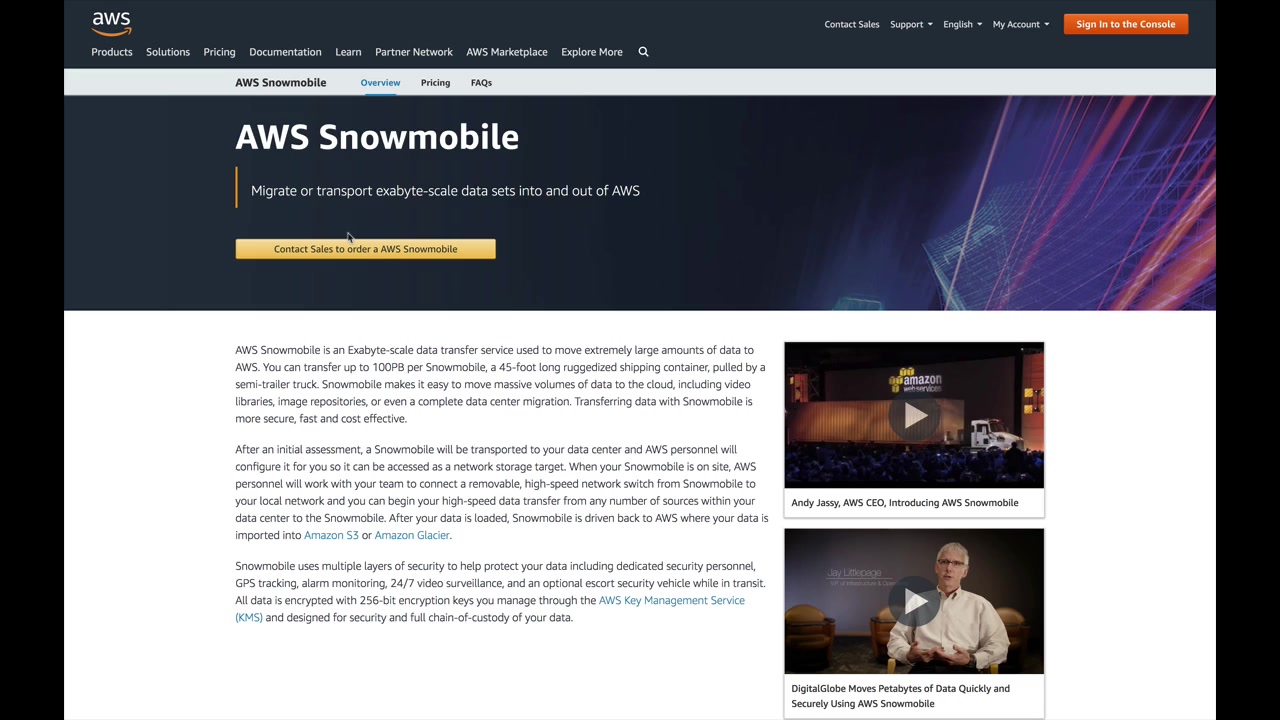 aws
Contact Sales Support English My Account Sign In to the Console
Products Solutions Pricing Documentation Learn Partner Network AWS Marketplace Explore More
AWS Snowmobile Overview Pricing FAQs
AWS Snowmobile
Migrate or transport exabyte-scale data sets into and out of AWS
Contact Sales to order a AWS Snowmobile
AWS Snowmobile is an Exabyte-scale data transfer service used to move extremely large amounts of data to
AWS. You can transfer up to 100PB per Snowmobile, a 45-foot long ruggedized shipping container, pulled by a
semi-trailer truck. Snowmobile makes it easy to move massive volumes of data to the cloud, including video
libraries, image repositories, or even a complete data center migration. Transferring data with Snowmobile is
more secure, fast and cost effective.
After an initial assessment, a Snowmobile will be transported to your data center and AWS personnel will
configure it for you so it can be accessed as a network storage target. When your Snowmobile is on site, AWS
personnel will work with your team to connect a removable, high-speed network switch from Snowmobile to
your local network and you can begin your high-speed data transfer from any number of sources within your
data center to the Snowmobile. After your data is loaded, Snowmobile is driven back to AWS where your data is
imported into Amazon S3 or Amazon Glacier.
Snowmobile uses multiple layers of security to help protect your data including dedicated security personnel,
GPS tracking, alarm monitoring, 24/7 video surveillance, and an optional escort security vehicle while in transit.
All data is encrypted with 256-bit encryption keys you manage through the AWS Key Management Service
(KMS) and designed for security and full chain-of-custody of your data.
amazon
web services
Andy Jassy, AWS CEO, Introducing AWS Snowmobile
Jay Littlepage
DigitalGlobe Moves Petabytes of Data Quickly and
Securely Using AWS Snowmobile